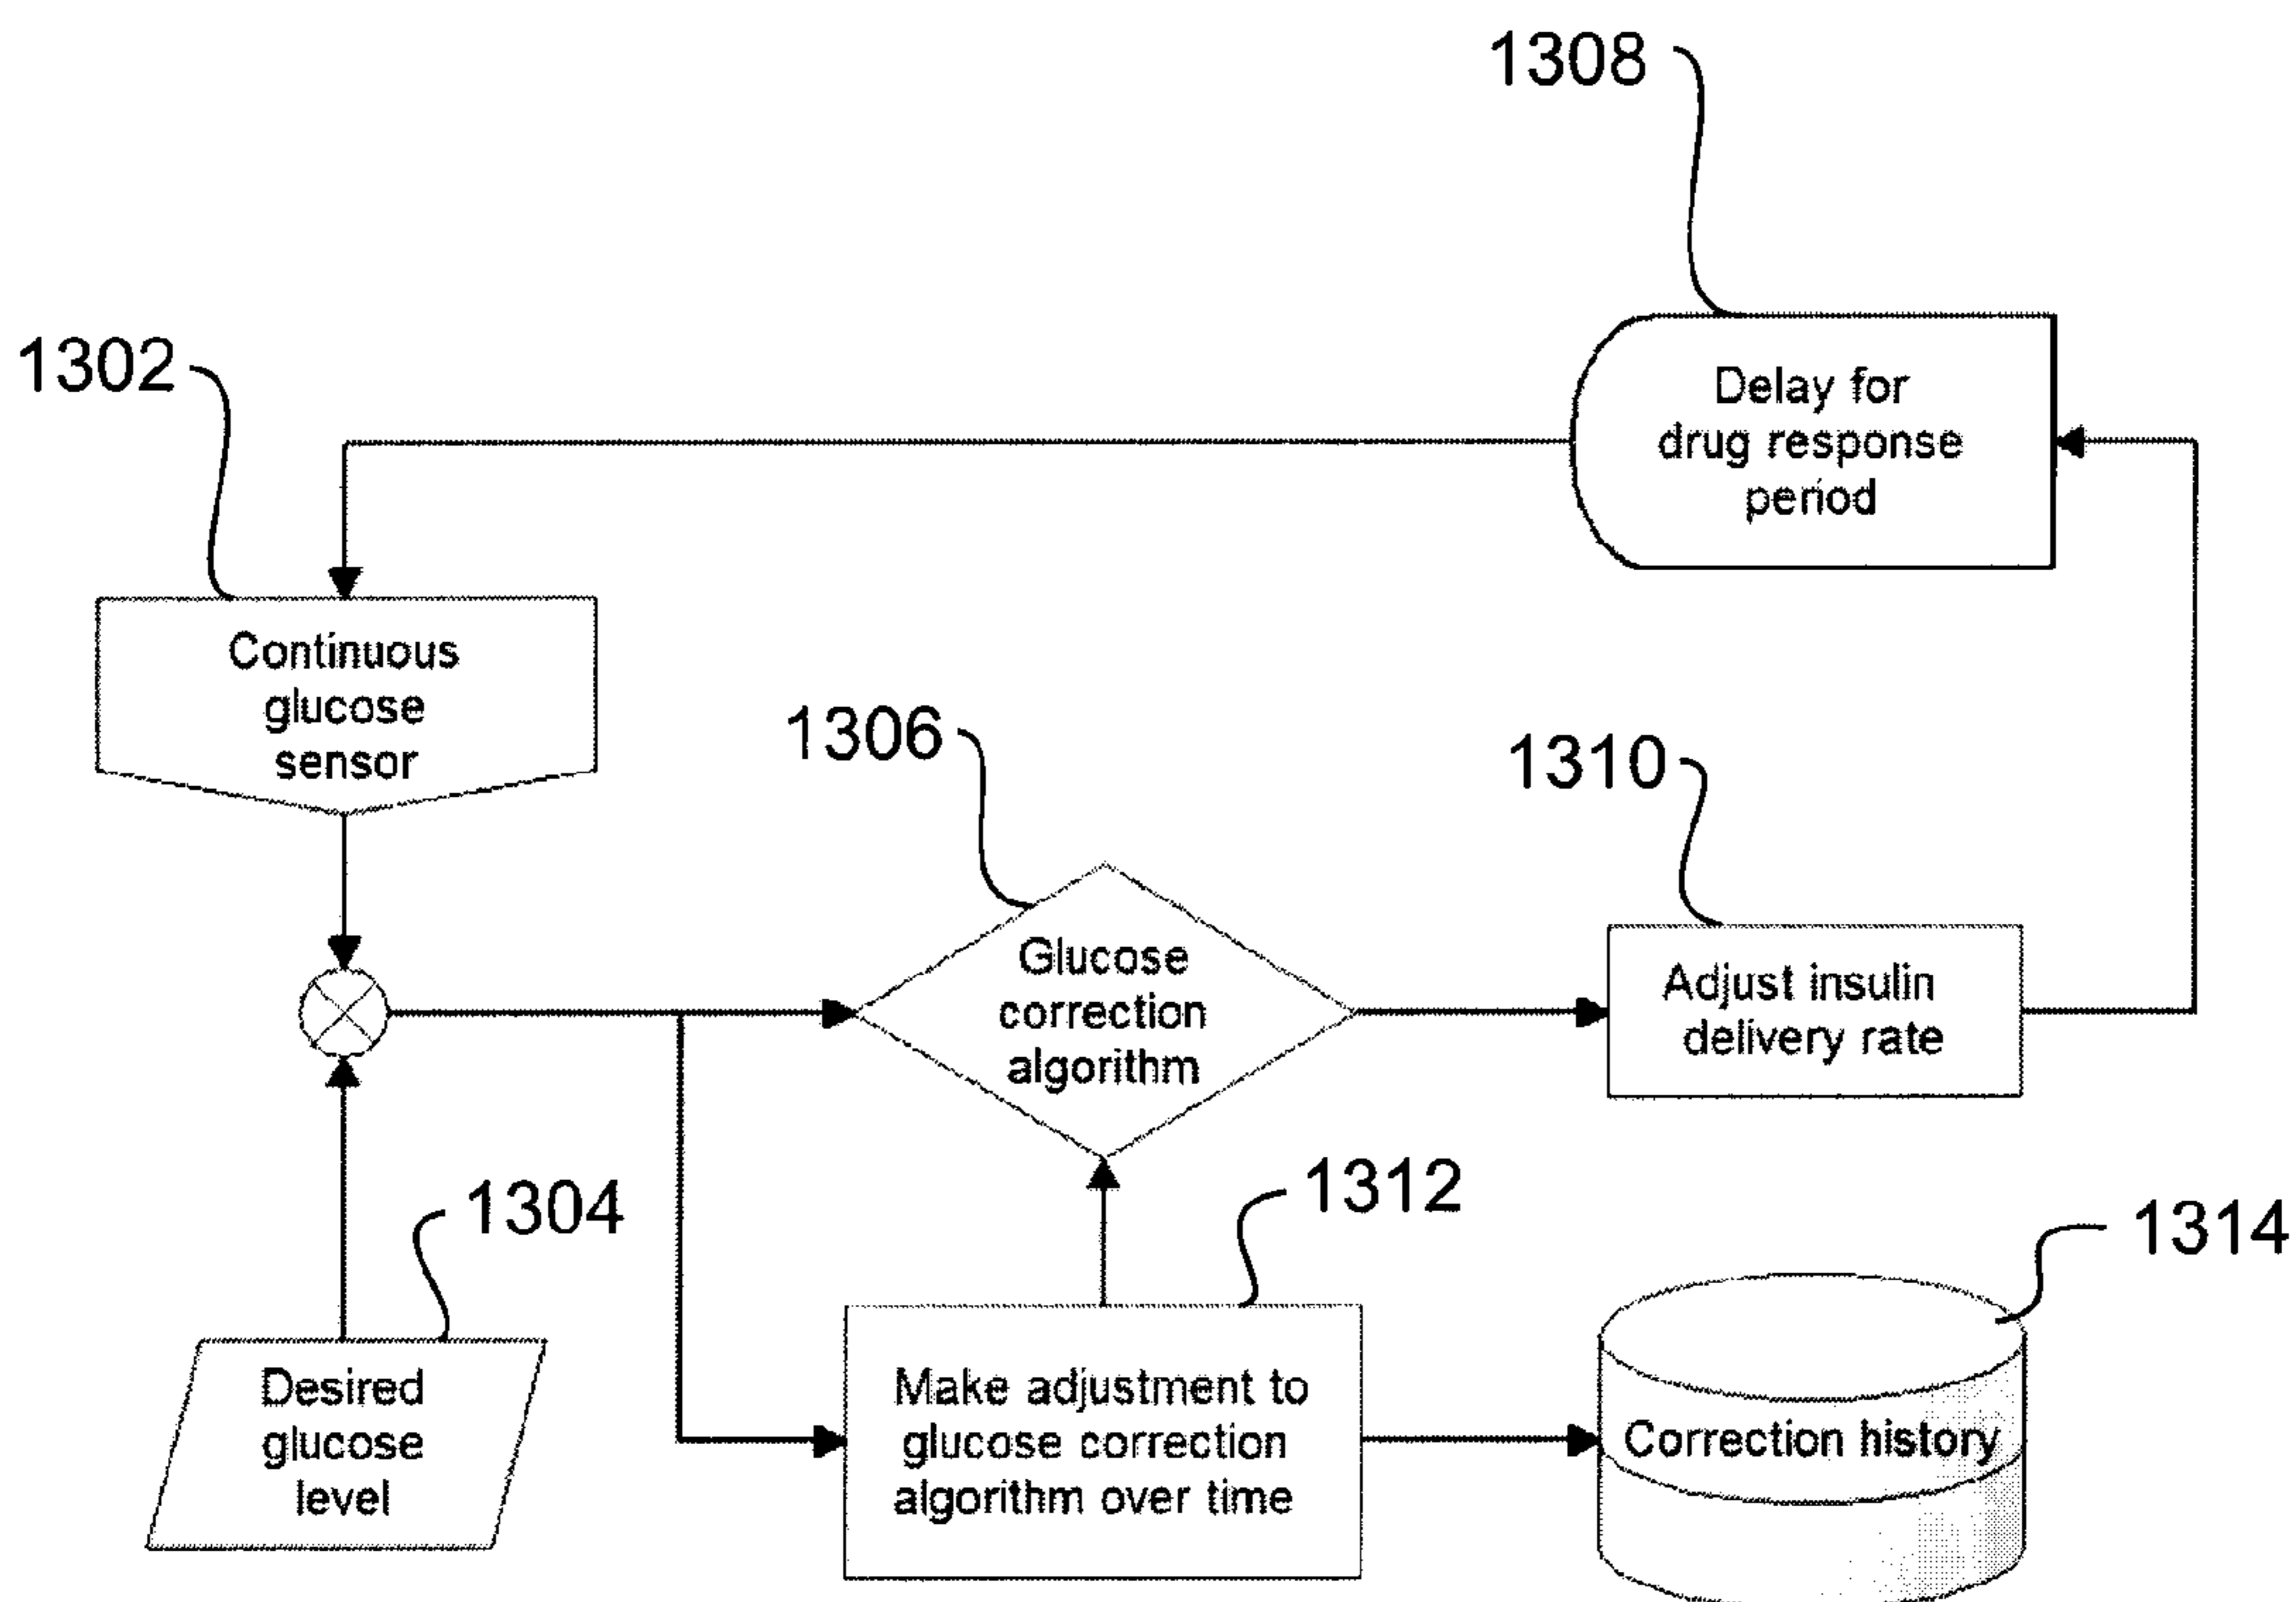 1308
Delay for
drug response
period
1302
Continuous
glucose
sensor
1306
Glucose
correction
algorithm
1310
Adjust insulin
delivery rate
1304
Desired
glucose
level
1312
Make adjustment to
glucose correction
algorithm over time
1314
Correction history